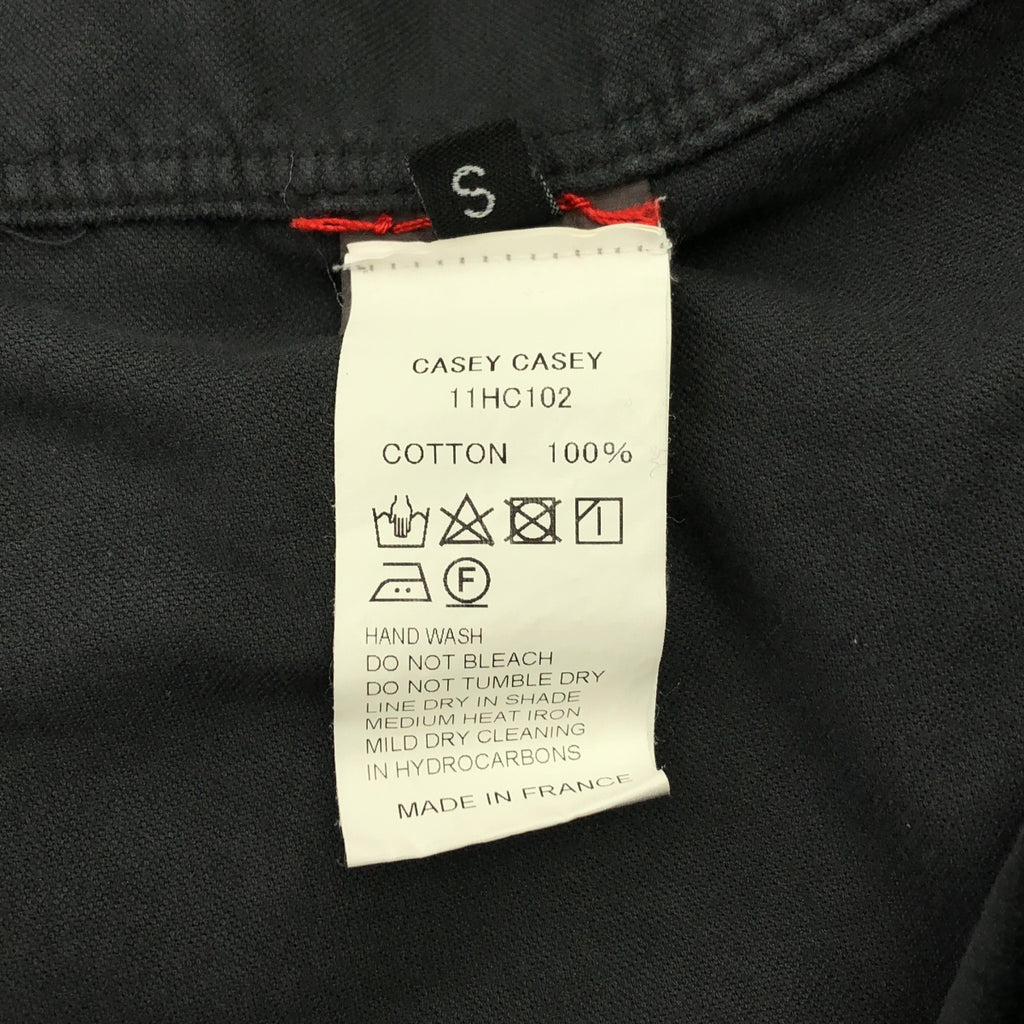 S
CASEY CASEY
11HC102
COTTON 100%
F
HAND WASH
DO NOT BLEACH
DO NOT TUMBLE DRY
LINE DRY IN SHADE
MEDIUM HEAT IRON
MILD DRY CLEANING
IN HYDROCARBONS
MADE IN FRANCE